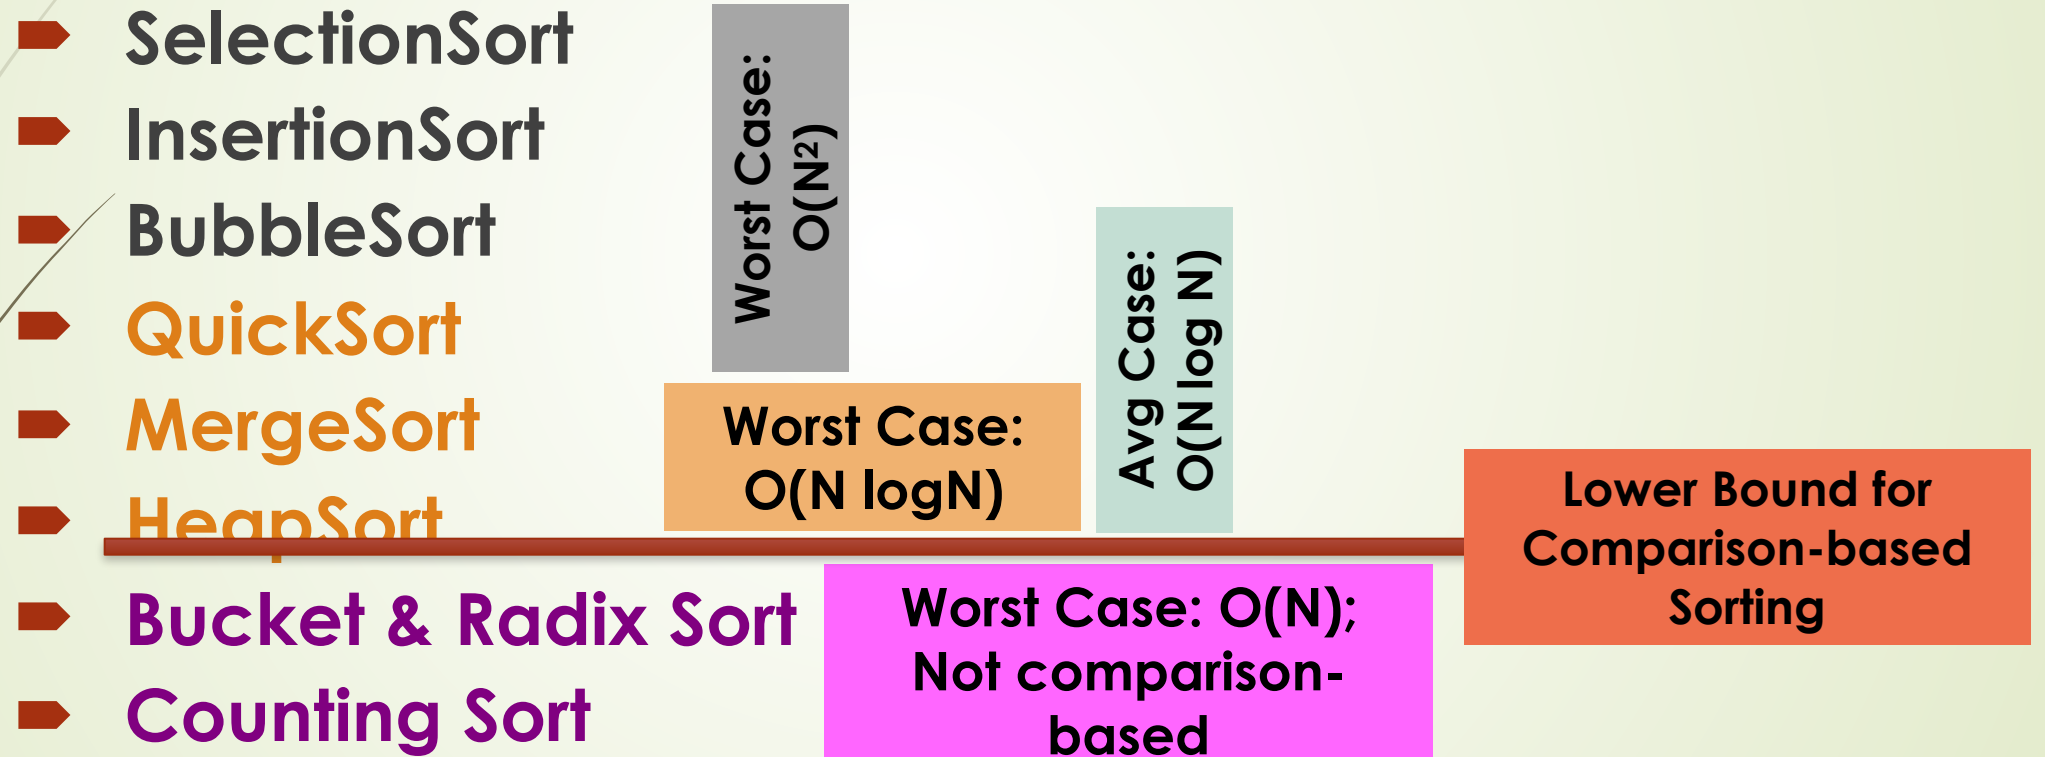 SelectionSort
InsertionSort
BubbleSort
QuickSort
MergeSort
HeapSort
Bucket & Radix Sort
Counting Sort
Worst Case:
O(N²)
Avg Case:
O(N log N)
Worst Case:
O(N logN)
Lower Bound for
Comparison-based
Sorting
Worst Case: O(N);
Not comparison-
based